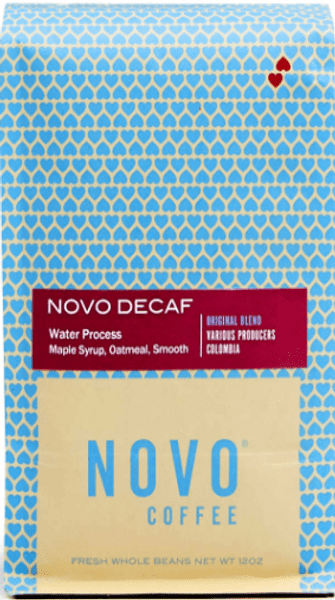 NOVO DECAF
Water Process
Maple Syrup, Oatmeal, Smooth
ORIGINAL BLEND
VARIOUS PRODUCERS
COLOMBIA
NOVO®
COFFEE
FRESH WHOLE BEANS NET WT 12OZ